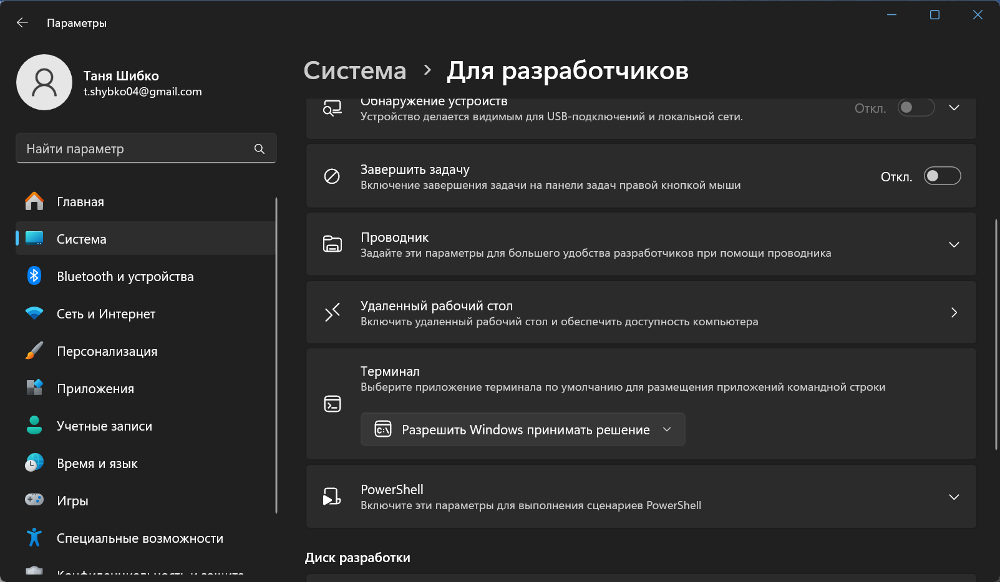 Параметры
Таня Шибко
t.shybko04@gmail.com
Найти параметр
Главная
Система
Bluetooth и устройства
Сеть и Интернет
Персонализация
Приложения
Учетные записи
Время и язык
Игры
Специальные возможности
Конфиденциальность и защита
Система > Для разработчиков
Обнаружение устройств
Устройство делается видимым для USB-подключений и локальной сети.
Откл.
Завершить задачу
Включение завершения задачи на панели задач правой кнопкой мыши
Откл.
Проводник
Задайте эти параметры для большего удобства разработчиков при помощи проводника
Удаленный рабочий стол
Включить удаленный рабочий стол и обеспечить доступность компьютера
Терминал
Выберите приложение терминала по умолчанию для размещения приложений командной строки
Разрешить Windows принимать решение
PowerShell
Включите эти параметры для выполнения сценариев PowerShell
Диск разработки